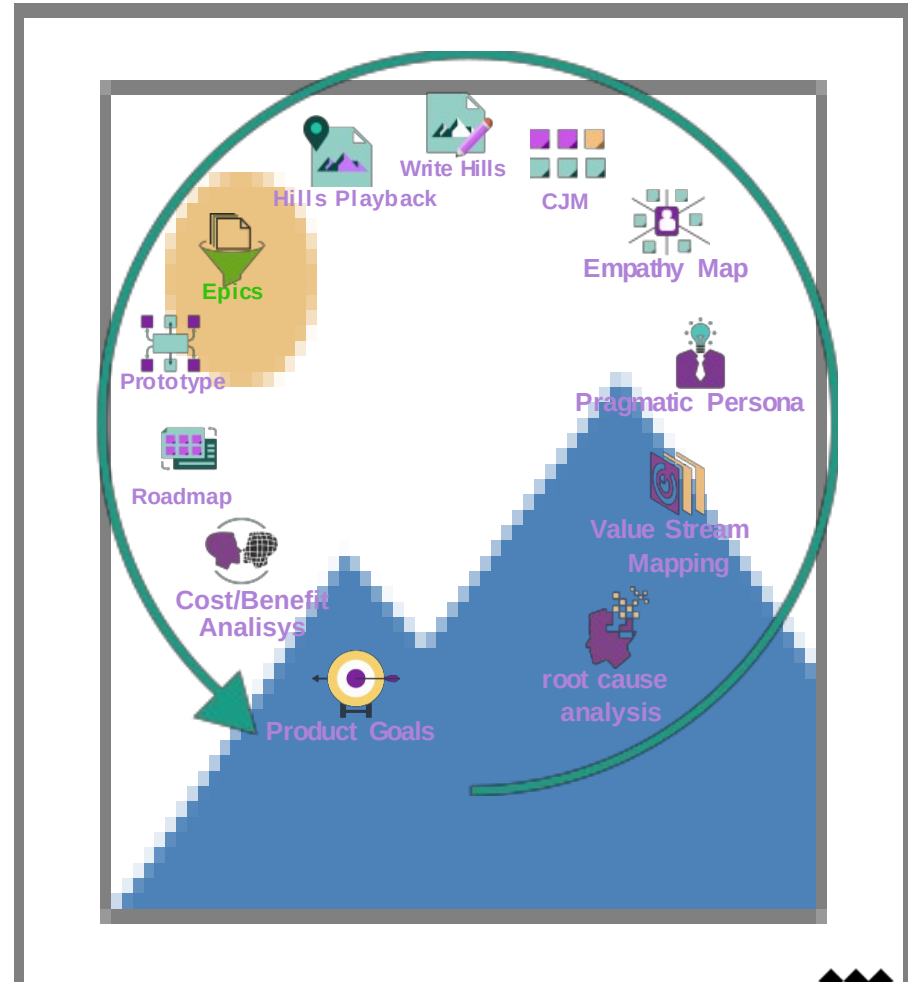 Write Hills
Hills Playback
CJM
Empathy Map
Epics
Prototype
Pragmatic Persona
Roadmap
Value Stream
Mapping
Cost/Benefit
Analisys
root cause
analysis
Product Goals